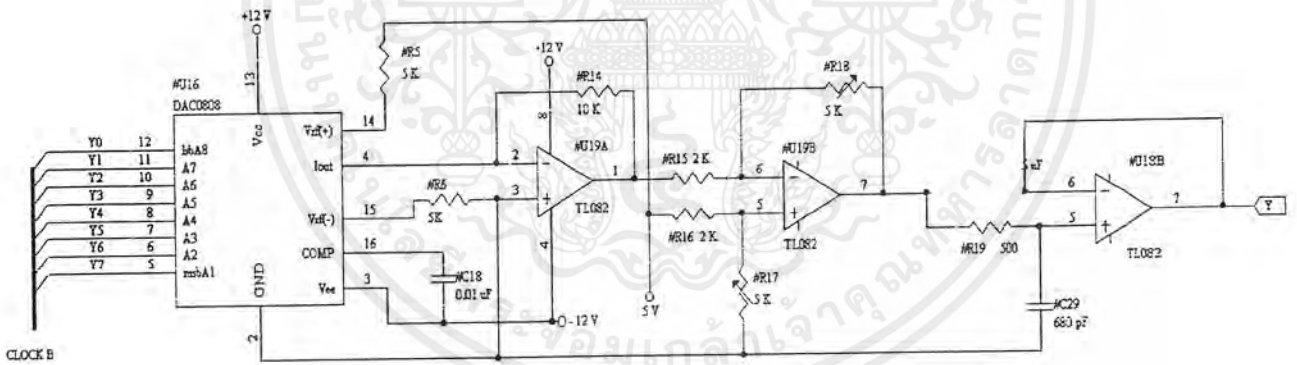 +12 V
13
#U16
DAC0808
Vcc
Y0 12 lsbA8
Y1 11 A7
Y2 10 A6
Y3 9 A5
Y4 8 A4
Y5 7 A3
Y6 6 A2
Y7 5 msbA1
CLOCK B
GND
2
Vrf(+) 14
Iout 4
Vrf(-) 15
COMP 16
Vee 3
#R5
5 K
#R6
5K
#C18
0.01 uF
-12 V
+12 V
8
#R14
10 K
2
3
#U19A
1
TL082
4
5 V
#R15 2 K
#R16 2 K
#R17
5 K
#R18
5 K
6
5
#U19B
7
TL082
#R19 500
#C29
680 pF
6
5
#U18B
7
TL082
Y